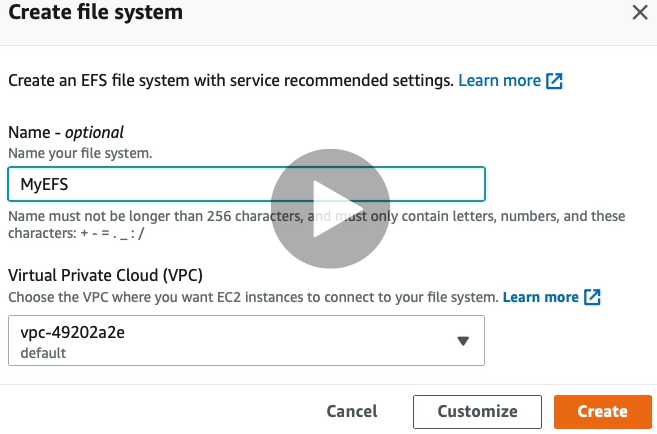 Create file system
Create an EFS file system with service recommended settings. Learn more
Name - optional
Name your file system.
MyEFS
Name must not be longer than 256 characters, and must only contain letters, numbers, and these
characters: + - = . _ : /
Virtual Private Cloud (VPC)
Choose the VPC where you want EC2 instances to connect to your file system. Learn more
vpc-49202a2e
default
Cancel Customize Create